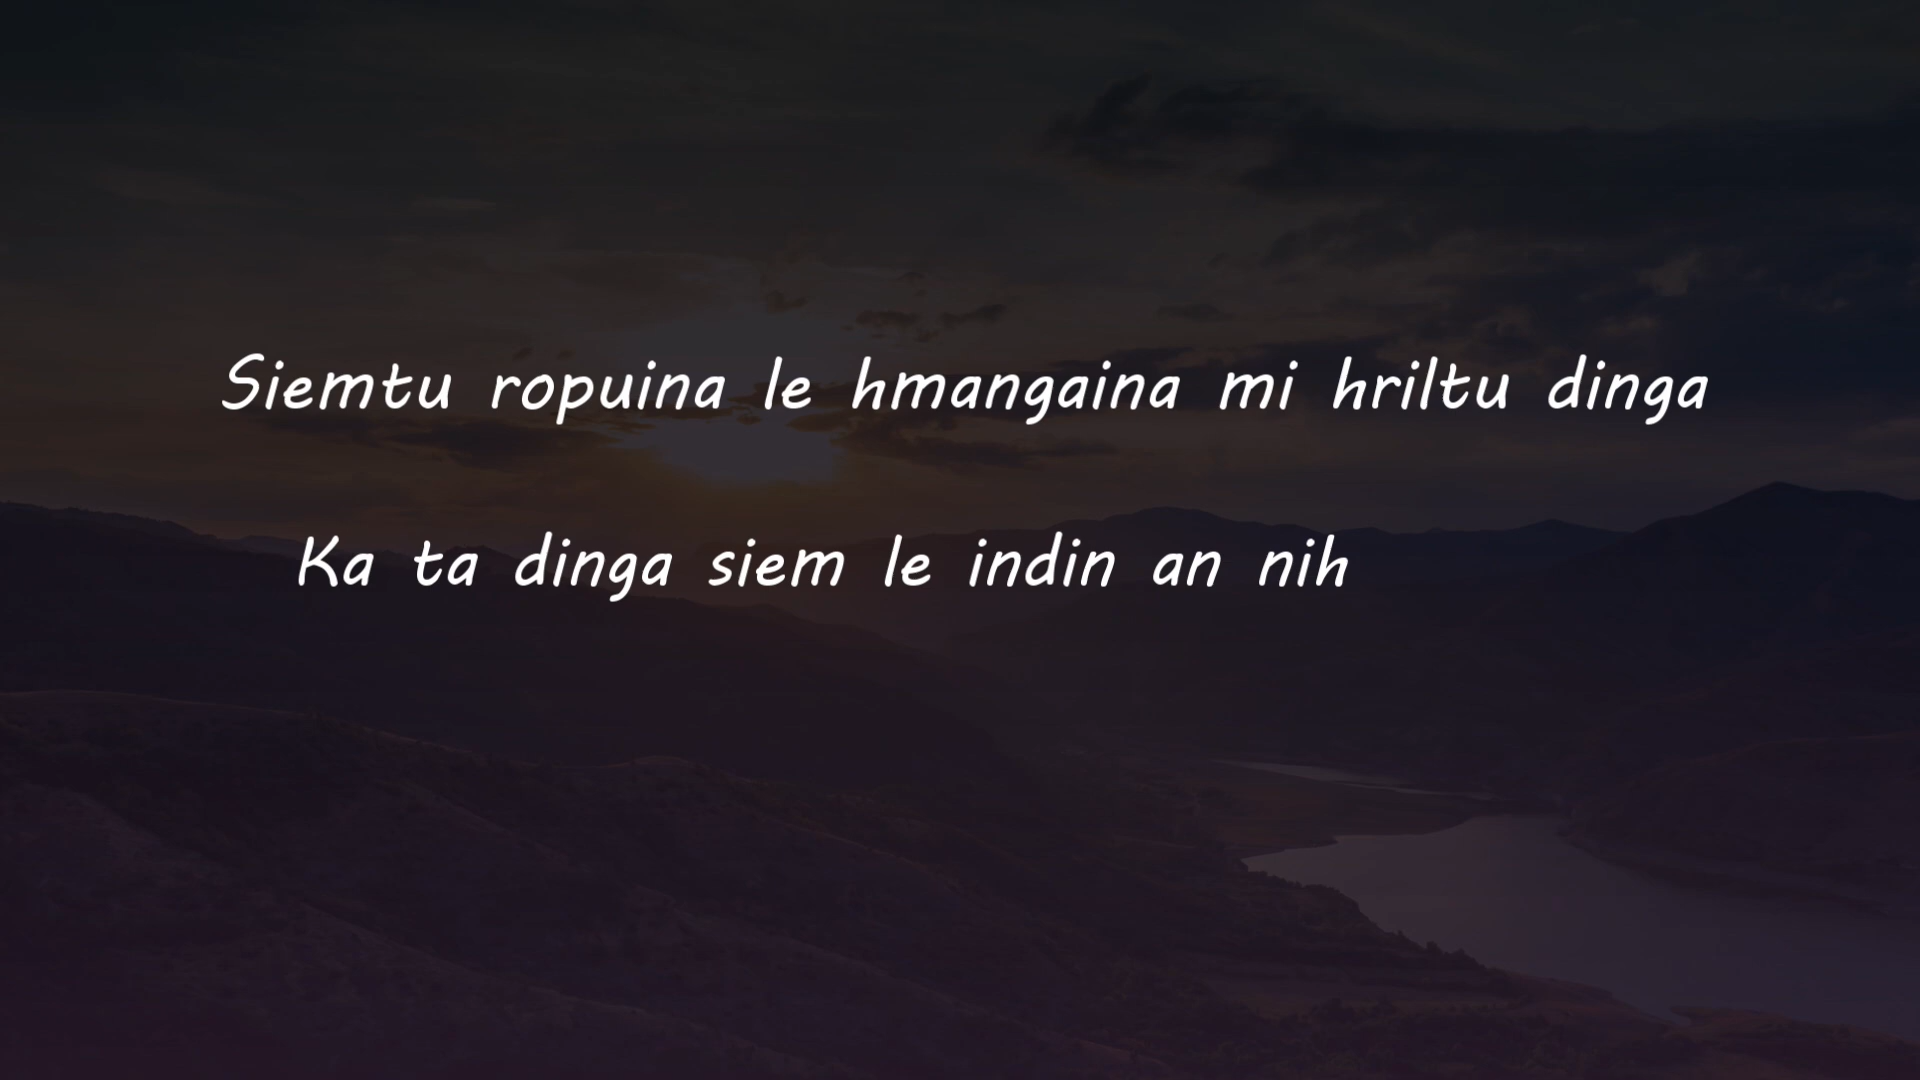 Siemtu ropuina le hmangaina mi hriltu dinga
Ka ta dinga siem le indin an nih